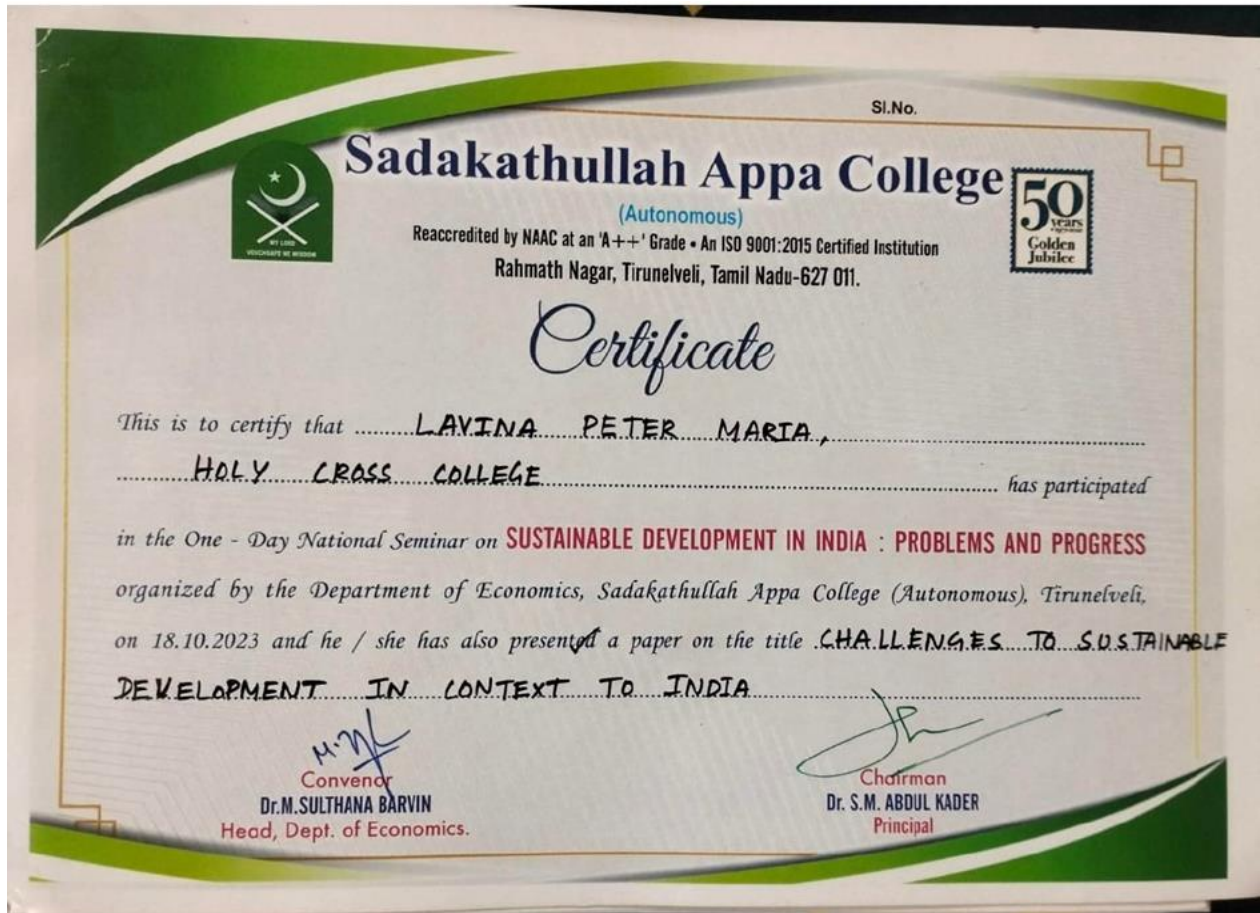 Sl.No.
Sadakathullah Appa College
(Autonomous)
Reaccredited by NAAC at an 'A++' Grade • An ISO 9001:2015 Certified Institution
Rahmath Nagar, Tirunelveli, Tamil Nadu-627 011.
MY LORD
VOUCHSAFE ME WISDOM
50
years
Golden
Jubilee
Certificate
This is to certify that LAVINA PETER MARIA,
HOLY CROSS COLLEGE has participated
in the One - Day National Seminar on SUSTAINABLE DEVELOPMENT IN INDIA : PROBLEMS AND PROGRESS
organized by the Department of Economics, Sadakathullah Appa College (Autonomous), Tirunelveli,
on 18.10.2023 and he / she has also presented a paper on the title CHALLENGES TO SUSTAINABLE
DEVELOPMENT IN CONTEXT TO INDIA
Convenor
Dr.M.SULTHANA BARVIN
Head, Dept. of Economics.
Chairman
Dr. S.M. ABDUL KADER
Principal